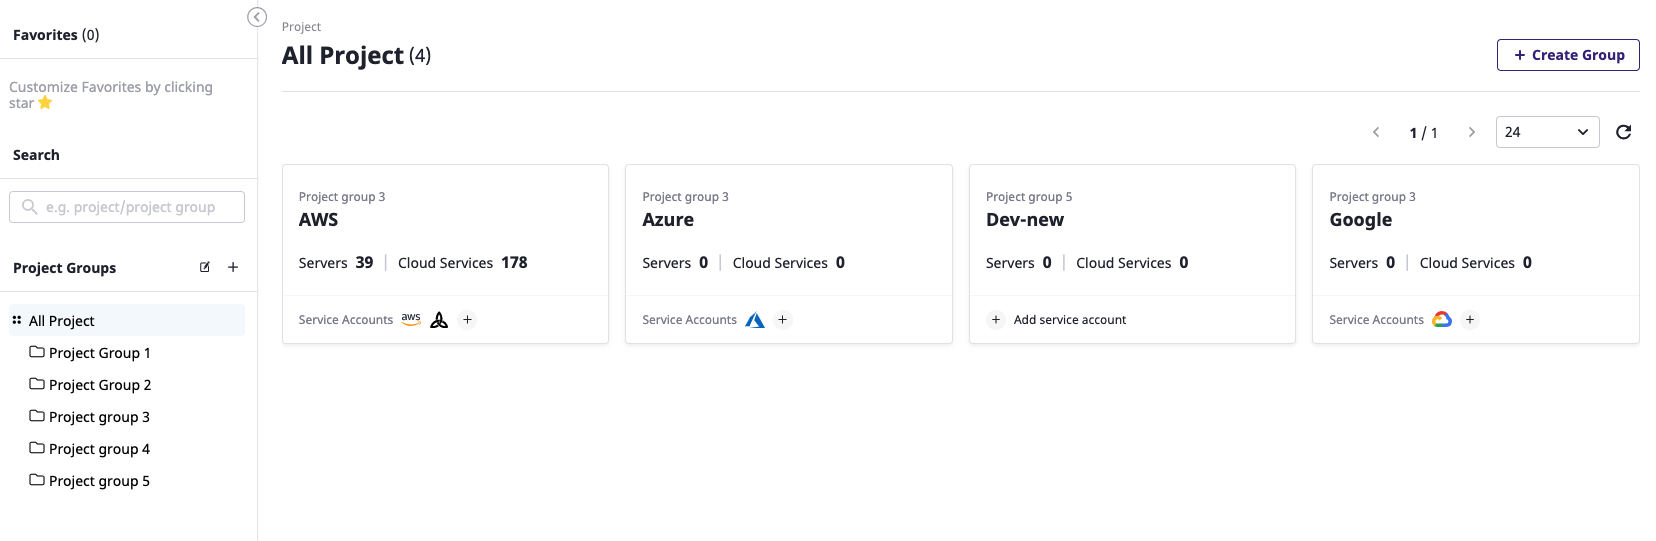 Favorites (0)
Customize Favorites by clicking
star
Search
e.g. project/project group
Project Groups
All Project
Project Group 1
Project Group 2
Project group 3
Project group 4
Project group 5
Project
All Project (4)
+ Create Group
1 / 1
24
Project group 3
AWS
Servers 39 | Cloud Services 178
Service Accounts aws +
Project group 3
Azure
Servers 0 | Cloud Services 0
Service Accounts +
Project group 5
Dev-new
Servers 0 | Cloud Services 0
+ Add service account
Project group 3
Google
Servers 0 | Cloud Services 0
Service Accounts +